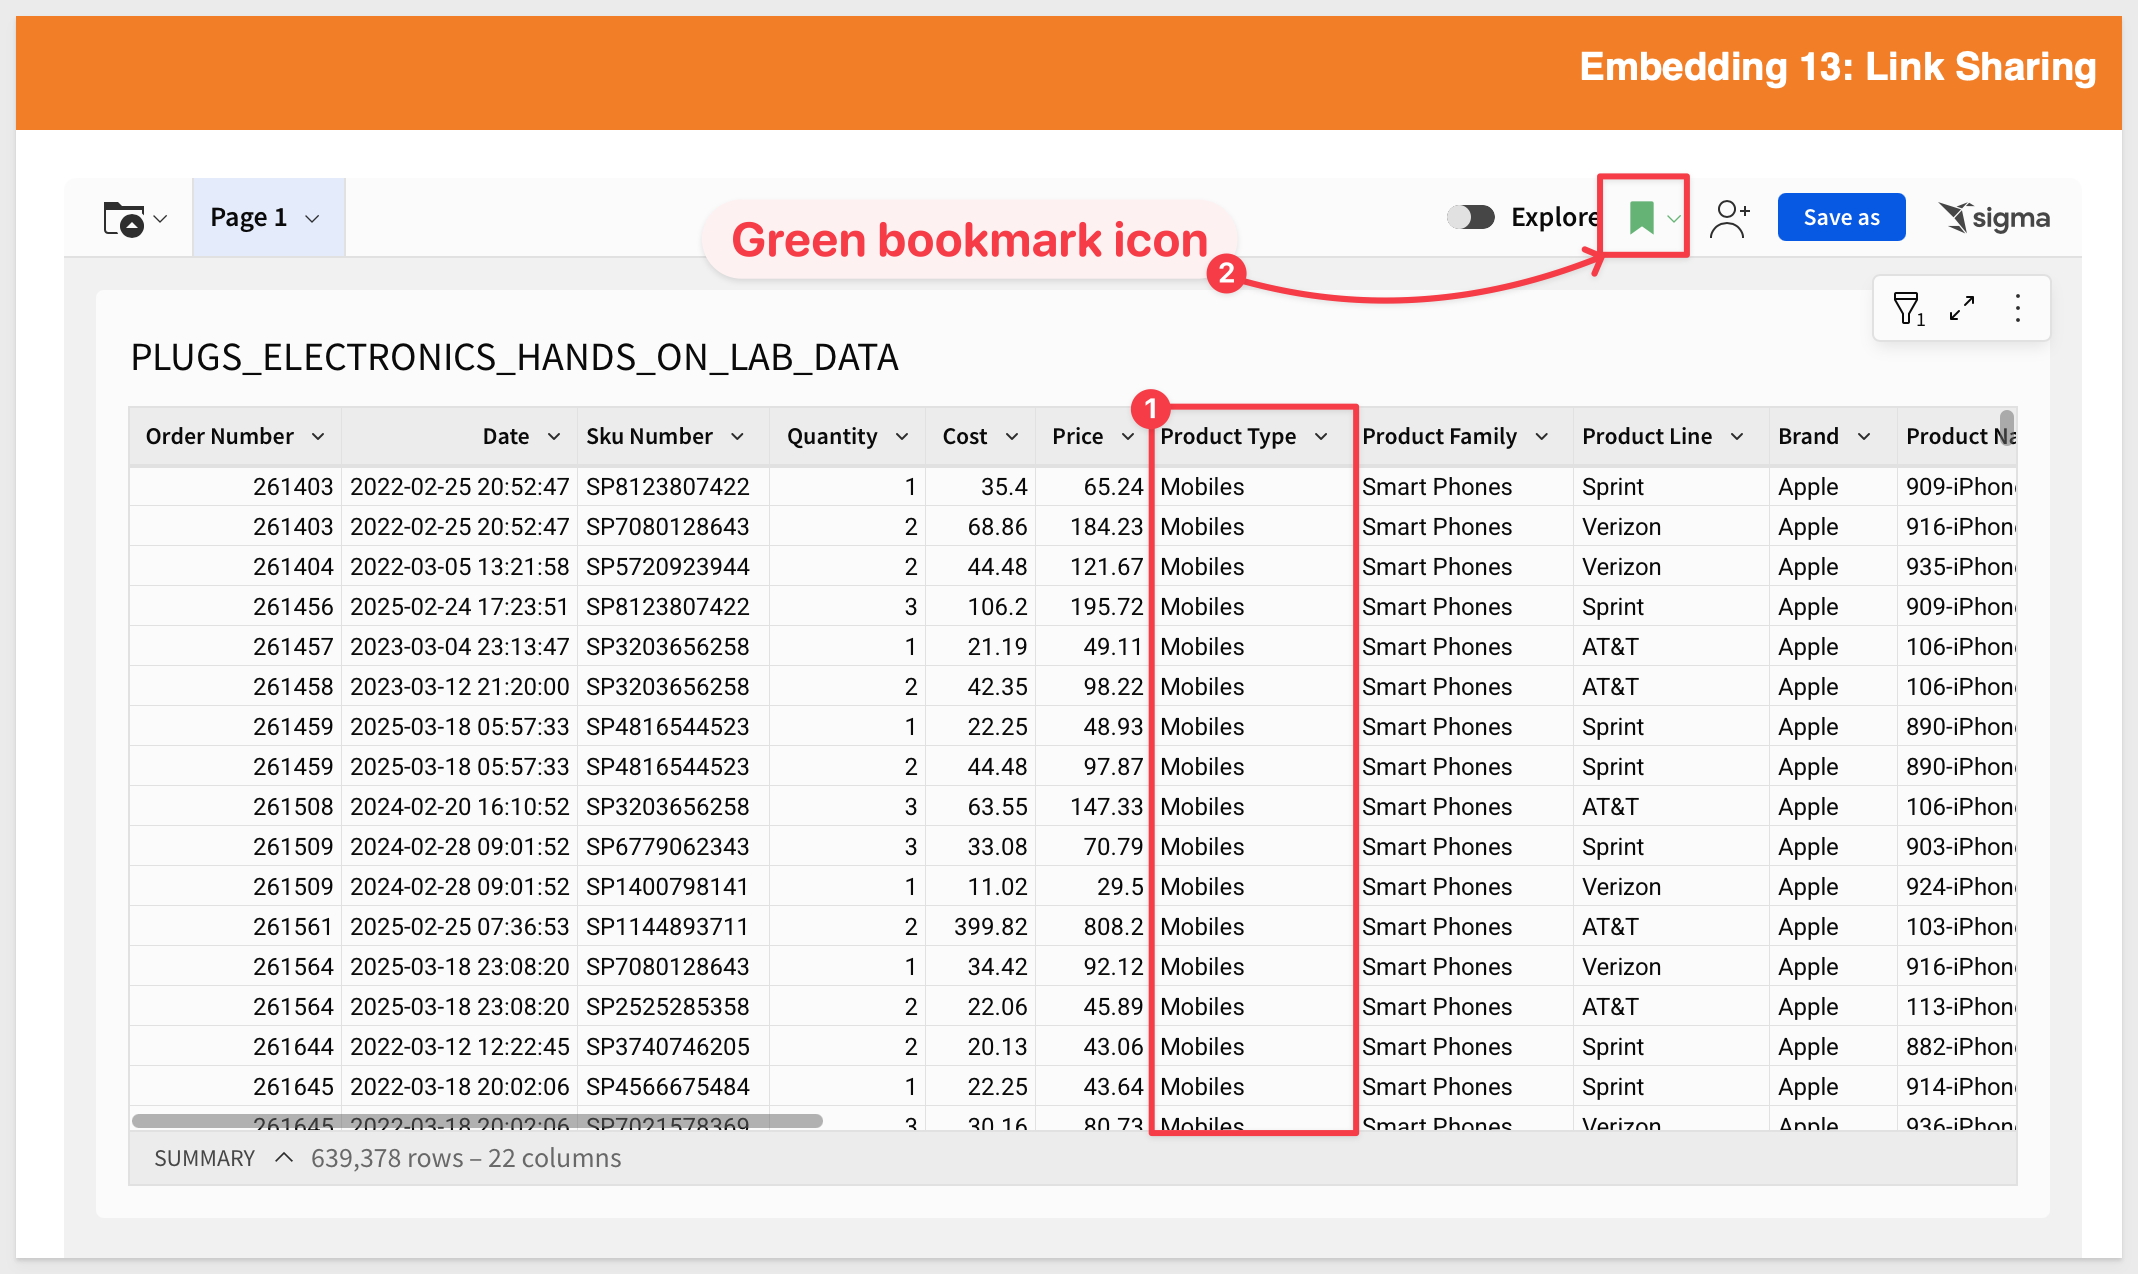 Embedding 13: Link Sharing
Page 1
Green bookmark icon
2
Explore
Save as
sigma
1
PLUGS_ELECTRONICS_HANDS_ON_LAB_DATA
1
Order Number Date Sku Number Quantity Cost Price Product Type Product Family Product Line Brand Product Na
261403 2022-02-25 20:52:47 SP8123807422 1 35.4 65.24 Mobiles Smart Phones Sprint Apple 909-iPhon
261403 2022-02-25 20:52:47 SP7080128643 2 68.86 184.23 Mobiles Smart Phones Verizon Apple 916-iPhon
261404 2022-03-05 13:21:58 SP5720923944 2 44.48 121.67 Mobiles Smart Phones Verizon Apple 935-iPhon
261456 2025-02-24 17:23:51 SP8123807422 3 106.2 195.72 Mobiles Smart Phones Sprint Apple 909-iPhon
261457 2023-03-04 23:13:47 SP3203656258 1 21.19 49.11 Mobiles Smart Phones AT&T Apple 106-iPhon
261458 2023-03-12 21:20:00 SP3203656258 2 42.35 98.22 Mobiles Smart Phones AT&T Apple 106-iPhon
261459 2025-03-18 05:57:33 SP4816544523 1 22.25 48.93 Mobiles Smart Phones Sprint Apple 890-iPhon
261459 2025-03-18 05:57:33 SP4816544523 2 44.48 97.87 Mobiles Smart Phones Sprint Apple 890-iPhon
261508 2024-02-20 16:10:52 SP3203656258 3 63.55 147.33 Mobiles Smart Phones AT&T Apple 106-iPhon
261509 2024-02-28 09:01:52 SP6779062343 3 33.08 70.79 Mobiles Smart Phones Sprint Apple 903-iPhon
261509 2024-02-28 09:01:52 SP1400798141 1 11.02 29.5 Mobiles Smart Phones Verizon Apple 924-iPhon
261561 2025-02-25 07:36:53 SP1144893711 2 399.82 808.2 Mobiles Smart Phones AT&T Apple 103-iPhon
261564 2025-03-18 23:08:20 SP7080128643 1 34.42 92.12 Mobiles Smart Phones Verizon Apple 916-iPhon
261564 2025-03-18 23:08:20 SP2525285358 2 22.06 45.89 Mobiles Smart Phones AT&T Apple 113-iPhon
261644 2022-03-12 12:22:45 SP3740746205 2 20.13 43.06 Mobiles Smart Phones Sprint Apple 882-iPhon
261645 2022-03-18 20:02:06 SP4566675484 1 22.25 43.64 Mobiles Smart Phones Sprint Apple 914-iPhon
261645 2022-03-18 20:02:06 SP7021578369 3 30.16 80.73 Mobiles Smart Phones Verizon Apple 936-iPhon
SUMMARY 639,378 rows – 22 columns